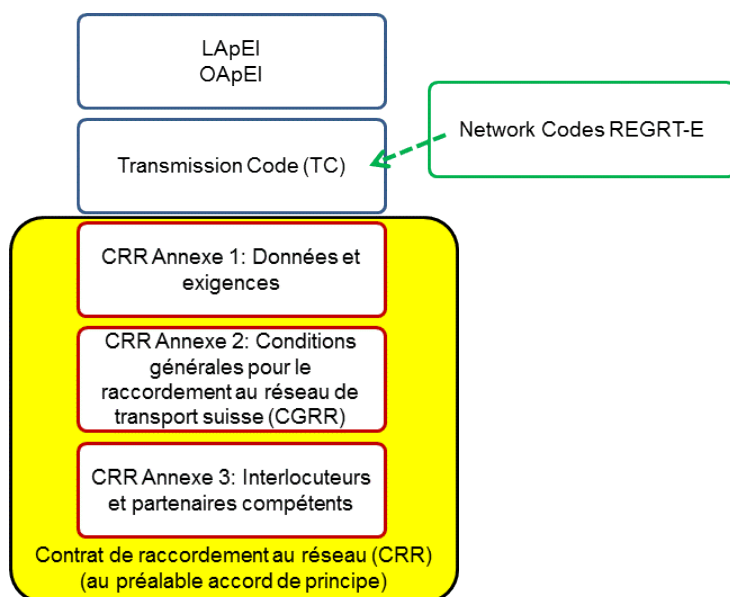 LApEl
OApEl
Transmission Code (TC)
Network Codes REGRT-E
CRR Annexe 1: Données et
exigences
CRR Annexe 2: Conditions
générales pour le
raccordement au réseau de
transport suisse (CGRR)
CRR Annexe 3: Interlocuteurs
et partenaires compétents
Contrat de raccordement au réseau (CRR)
(au préalable accord de principe)